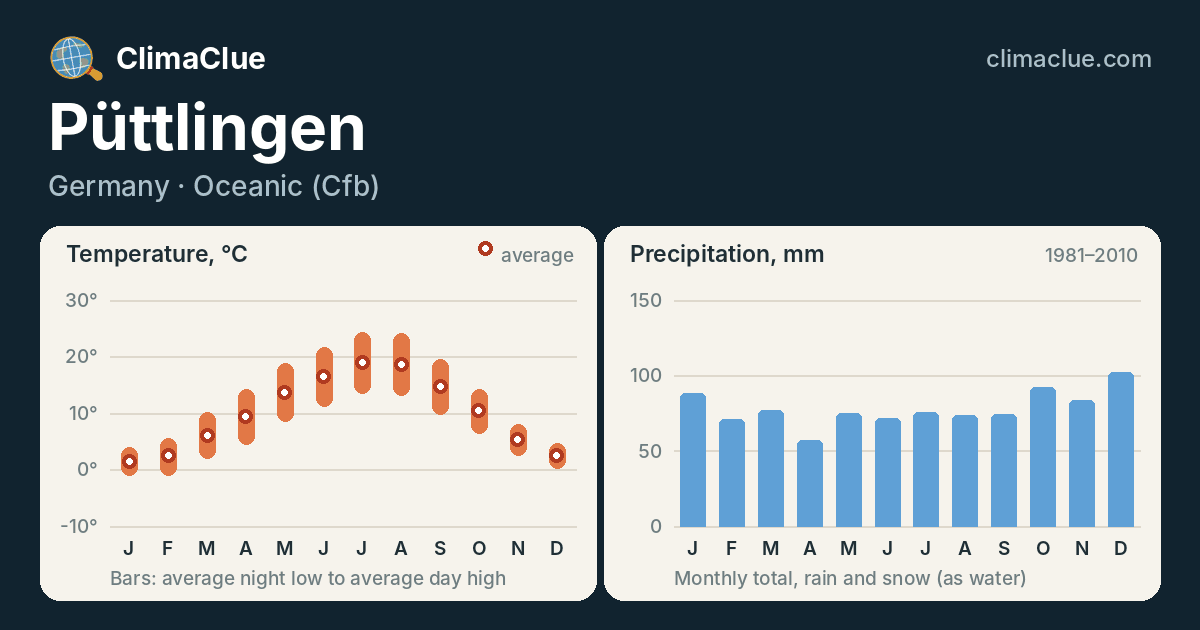 ClimaClue
climaclue.com
Püttlingen
Germany · Oceanic (Cfb)
Temperature, °C
average
30°
20°
10°
0°
-10°
J F M A M J J A S O N D
Bars: average night low to average day high
Precipitation, mm
1981–2010
150
100
50
0
J F M A M J J A S O N D
Monthly total, rain and snow (as water)